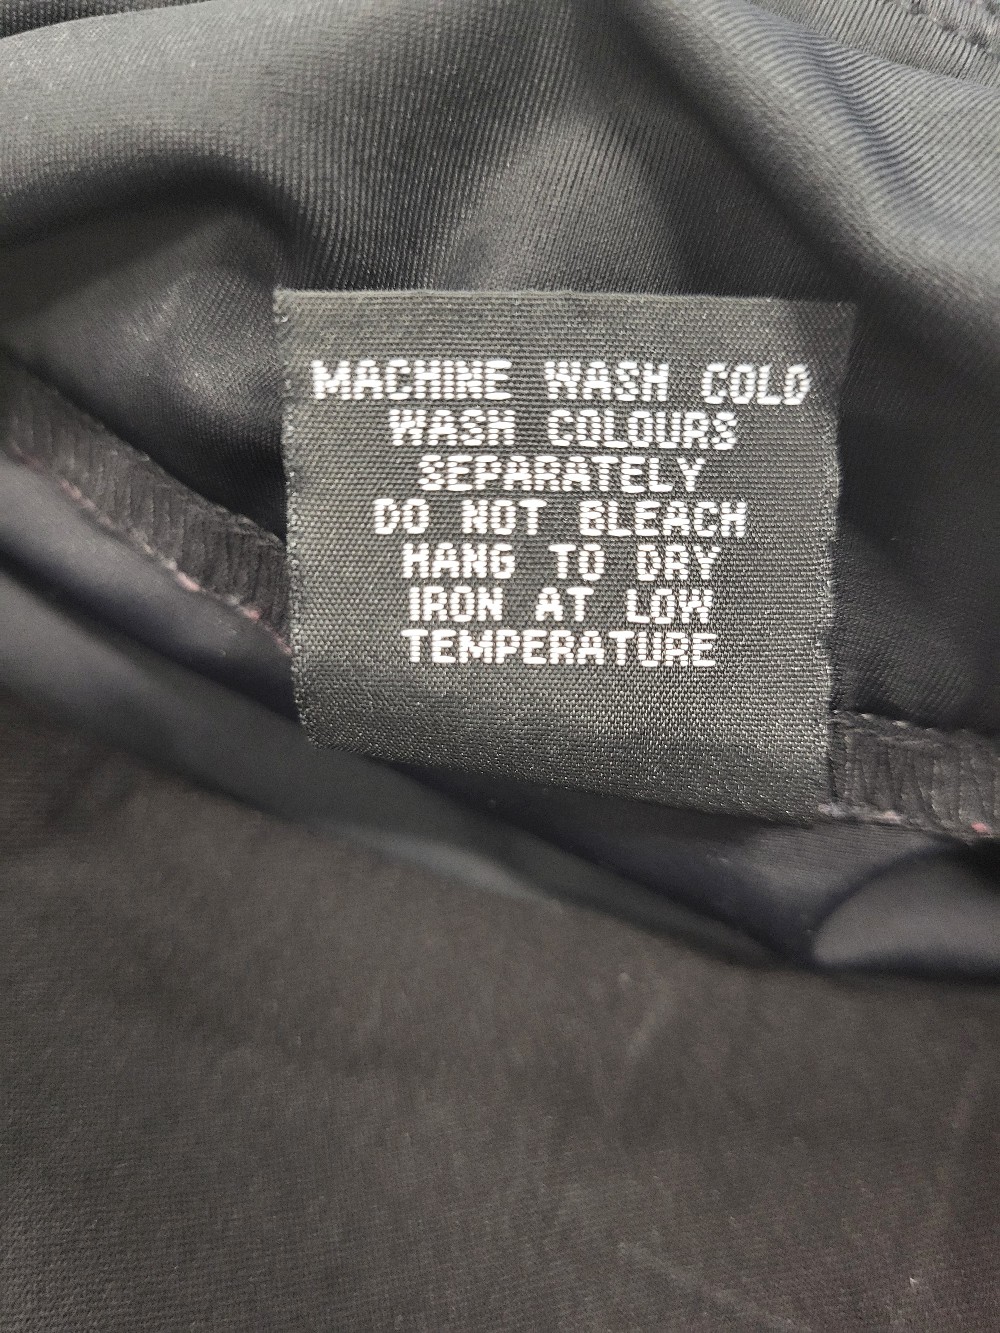 MACHINE WASH COLD
WASH COLOURS
SEPARATELY
DO NOT BLEACH
HANG TO DRY
IRON AT LOW
TEMPERATURE